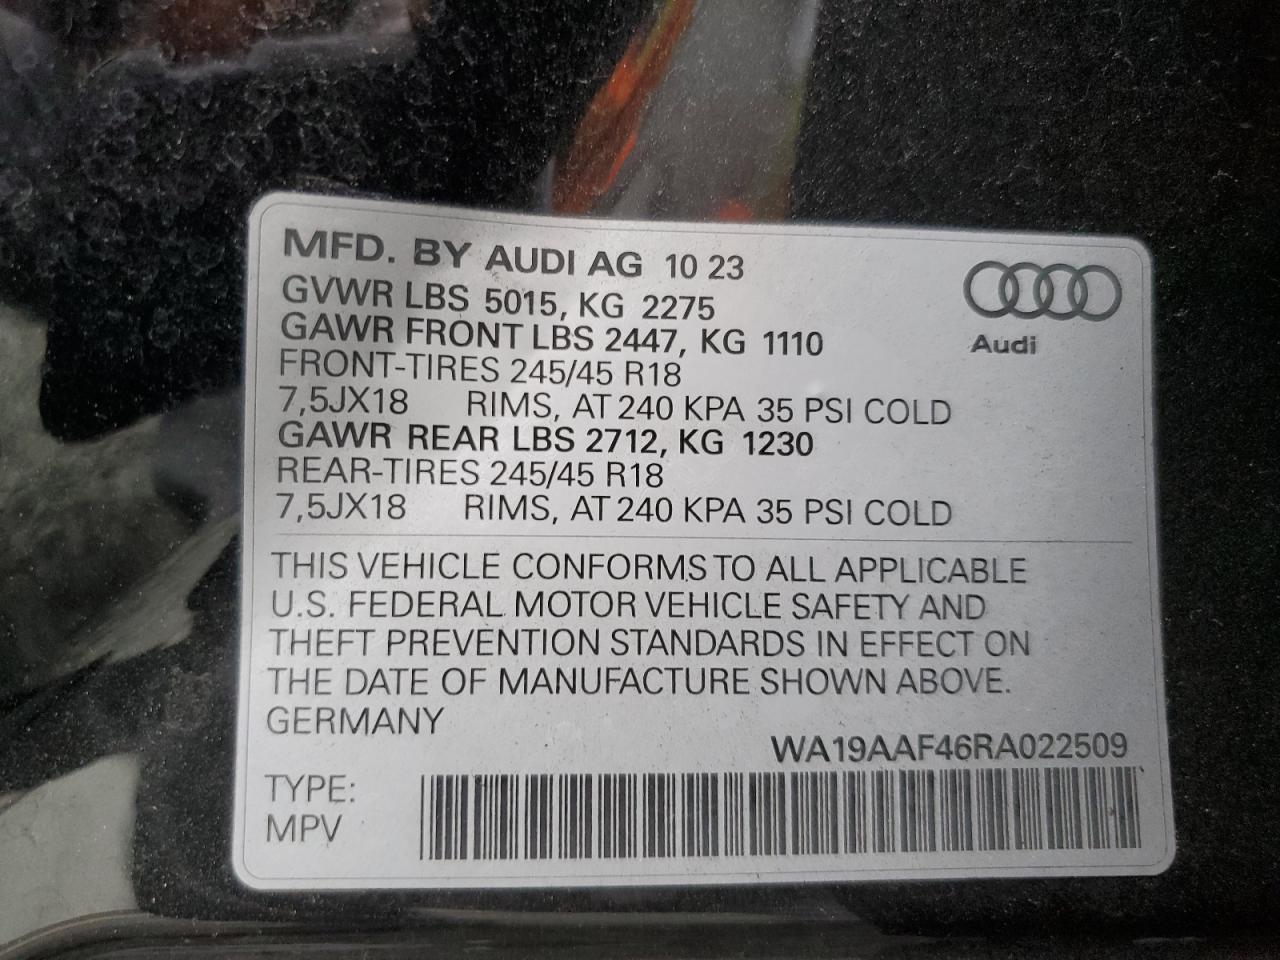 MFD. BY AUDI AG 10 23
GVWR LBS 5015, KG 2275
GAWR FRONT LBS 2447, KG 1110
FRONT-TIRES 245/45 R18
7,5JX18 RIMS, AT 240 KPA 35 PSI COLD
GAWR REAR LBS 2712, KG 1230
REAR-TIRES 245/45 R18
7,5JX18 RIMS, AT 240 KPA 35 PSI COLD
Audi
THIS VEHICLE CONFORMS TO ALL APPLICABLE
U.S. FEDERAL MOTOR VEHICLE SAFETY AND
THEFT PREVENTION STANDARDS IN EFFECT ON
THE DATE OF MANUFACTURE SHOWN ABOVE.
GERMANY
WA19AAF46RA022509
TYPE:
MPV